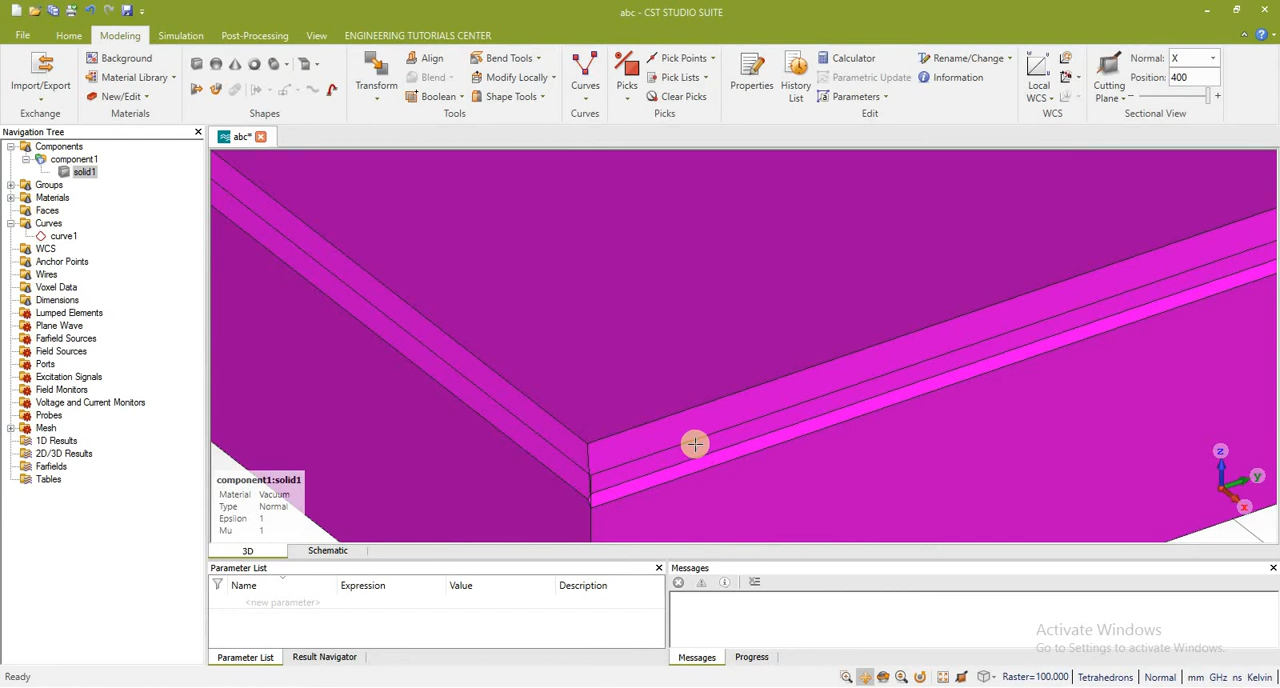 abc - CST STUDIO SUITE
File Home Modeling Simulation Post-Processing View ENGINEERING TUTORIALS CENTER
Import/Export
Exchange
Background
Material Library
New/Edit
Materials
Shapes
Transform
Align
Blend
Boolean
Bend Tools
Modify Locally
Shape Tools
Tools
Curves
Curves
Picks
Pick Points
Pick Lists
Clear Picks
Picks
Properties
History List
Calculator
Parametric Update
Parameters
Rename/Change
Information
Edit
Local WCS
WCS
Cutting Plane
Normal: X
Position: 400
Sectional View
Navigation Tree
Components
component1
solid1
Groups
Materials
Faces
Curves
curve1
WCS
Anchor Points
Wires
Voxel Data
Dimensions
Lumped Elements
Plane Wave
Farfield Sources
Field Sources
Ports
Excitation Signals
Field Monitors
Voltage and Current Monitors
Probes
Mesh
1D Results
2D/3D Results
Farfields
Tables
abc*
component1:solid1
Material Vacuum
Type Normal
Epsilon 1
Mu 1
z
y
x
3D Schematic
Parameter List
Name Expression Value Description
<new parameter>
Parameter List Result Navigator
Messages
Messages Progress
Activate Windows
Go to Settings to activate Windows.
Ready
Raster=100.000 Tetrahedrons Normal mm GHz ns Kelvin